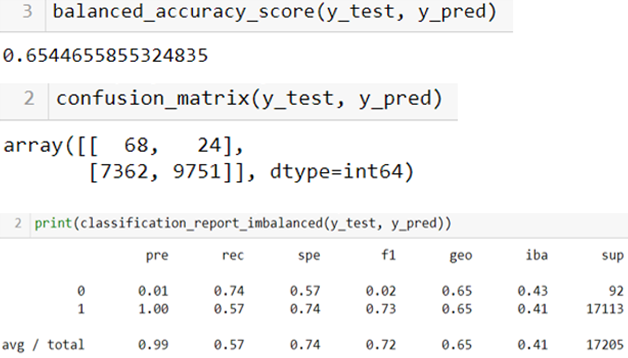 3 balanced_accuracy_score(y_test, y_pred)
0.6544655855324835
2 confusion_matrix(y_test, y_pred)
array([[  68,   24],
       [7362, 9751]], dtype=int64)
2 print(classification_report_imbalanced(y_test, y_pred))
pre rec spe f1 geo iba sup
0 0.01 0.74 0.57 0.02 0.65 0.43 92
1 1.00 0.57 0.74 0.73 0.65 0.41 17113
avg / total 0.99 0.57 0.74 0.72 0.65 0.41 17205